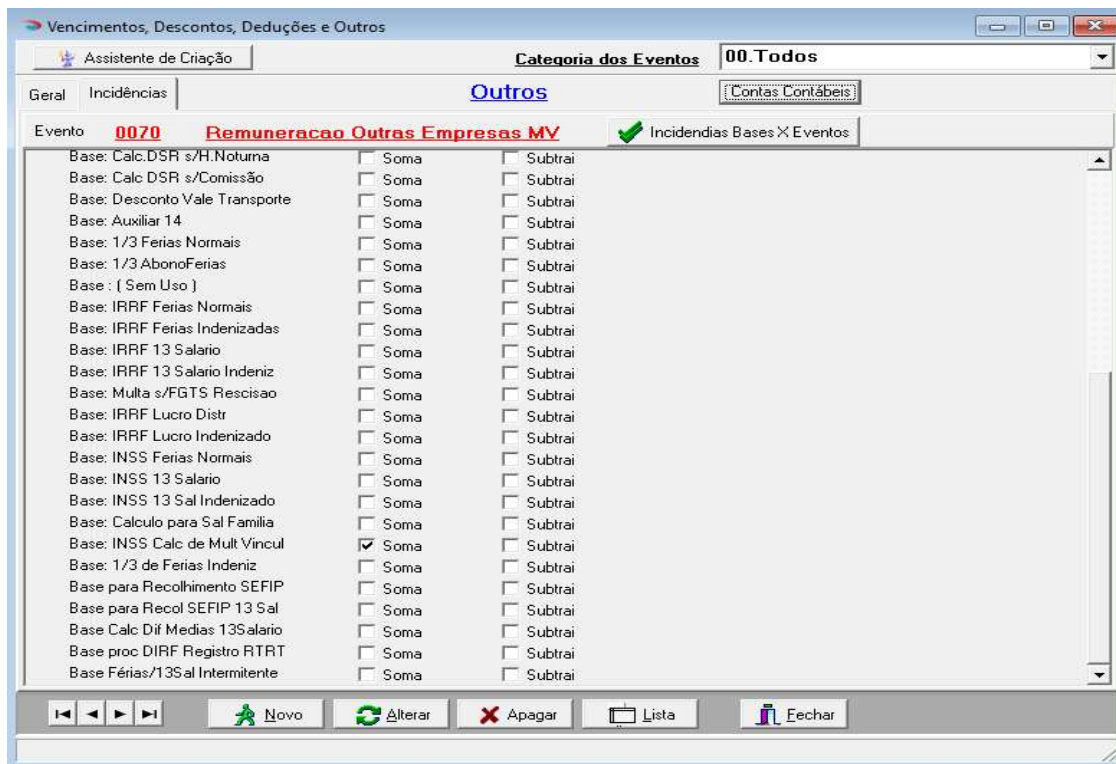 Vencimentos, Descontos, Deduções e Outros
Assistente de Criação Categoria dos Eventos 00.Todos
Geral Incidências Outros Contas Contábeis
Evento 0070 Remuneracao Outras Empresas MV Incidendias Bases X Eventos
Base: Calc.DSR s/H.Noturna Soma Subtrai
Base: Calc DSR s/Comissão Soma Subtrai
Base: Desconto Vale Transporte Soma Subtrai
Base: Auxiliar 14 Soma Subtrai
Base: 1/3 Ferias Normais Soma Subtrai
Base: 1/3 AbonoFerias Soma Subtrai
Base : ( Sem Uso ) Soma Subtrai
Base: IRRF Ferias Normais Soma Subtrai
Base: IRRF Ferias Indenizadas Soma Subtrai
Base: IRRF 13 Salario Soma Subtrai
Base: IRRF 13 Salario Indeniz Soma Subtrai
Base: Multa s/FGTS Rescisao Soma Subtrai
Base: IRRF Lucro Distr Soma Subtrai
Base: IRRF Lucro Indenizado Soma Subtrai
Base: INSS Ferias Normais Soma Subtrai
Base: INSS 13 Salario Soma Subtrai
Base: INSS 13 Sal Indenizado Soma Subtrai
Base: Calculo para Sal Familia Soma Subtrai
Base: INSS Calc de Mult Vincul Soma Subtrai
Base: 1/3 de Ferias Indeniz Soma Subtrai
Base para Recolhimento SEFIP Soma Subtrai
Base para Recol SEFIP 13 Sal Soma Subtrai
Base Calc Dif Medias 13Salario Soma Subtrai
Base proc DIRF Registro RTRT Soma Subtrai
Base Férias/13Sal Intermitente Soma Subtrai
Novo Alterar Apagar Lista Fechar